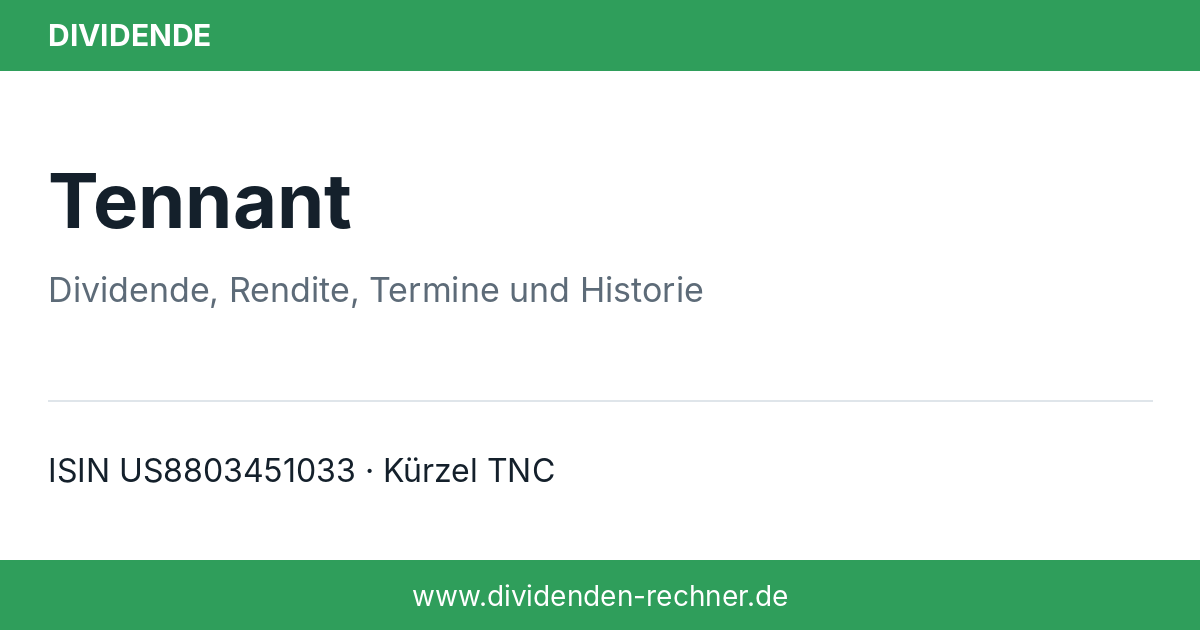 DIVIDENDE
Tennant
Dividende, Rendite, Termine und Historie
ISIN US8803451033 · Kürzel TNC
www.dividenden-rechner.de